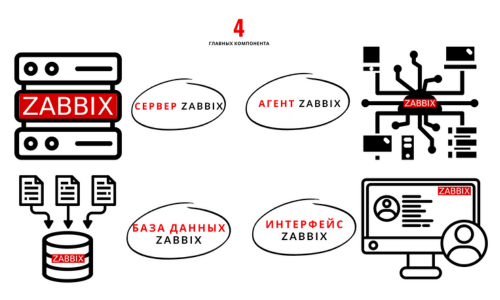 4
ГЛАВНЫХ КОМПОНЕНТА
ZABBIX
СЕРВЕР ZABBIX
АГЕНТ ZABBIX
ZABBIX
ZABBIX
БАЗА ДАННЫХ
ZABBIX
ИНТЕРФЕЙС
ZABBIX
ZABBIX